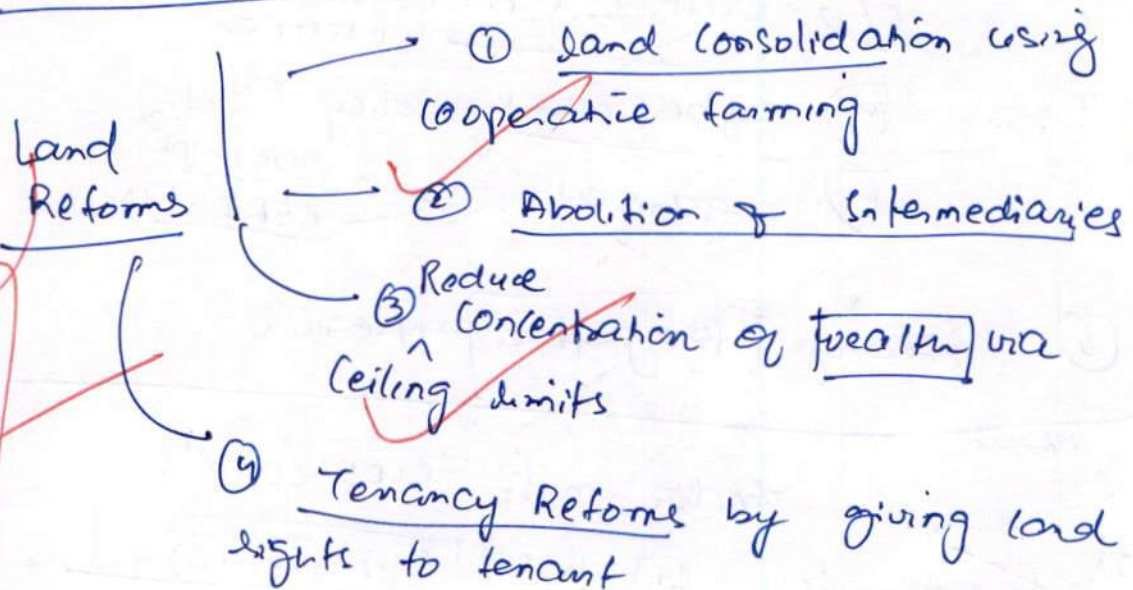 Land
Reforms
① land consolidation using
cooperative farming
② Abolition of Intermediaries
③ Reduce
Concentration of wealth via
Ceiling limits
④ Tenancy Reforms by giving land
rights to tenant